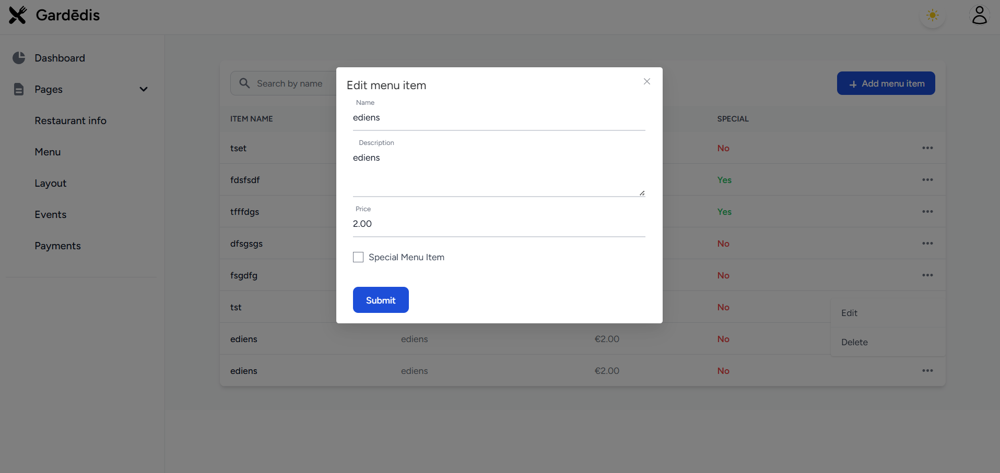 Gardēdis
Dashboard
Pages
Restaurant info
Menu
Layout
Events
Payments
Search by name
Add menu item
ITEM NAME
SPECIAL
tset
No
fdsfsdf
Yes
tfffdgs
Yes
dfsgsgs
No
fsgdfg
No
tst
No
ediens ediens €2.00 No
ediens ediens €2.00 No
Edit
Delete
Edit menu item
Name
ediens
Description
ediens
Price
2.00
Special Menu Item
Submit